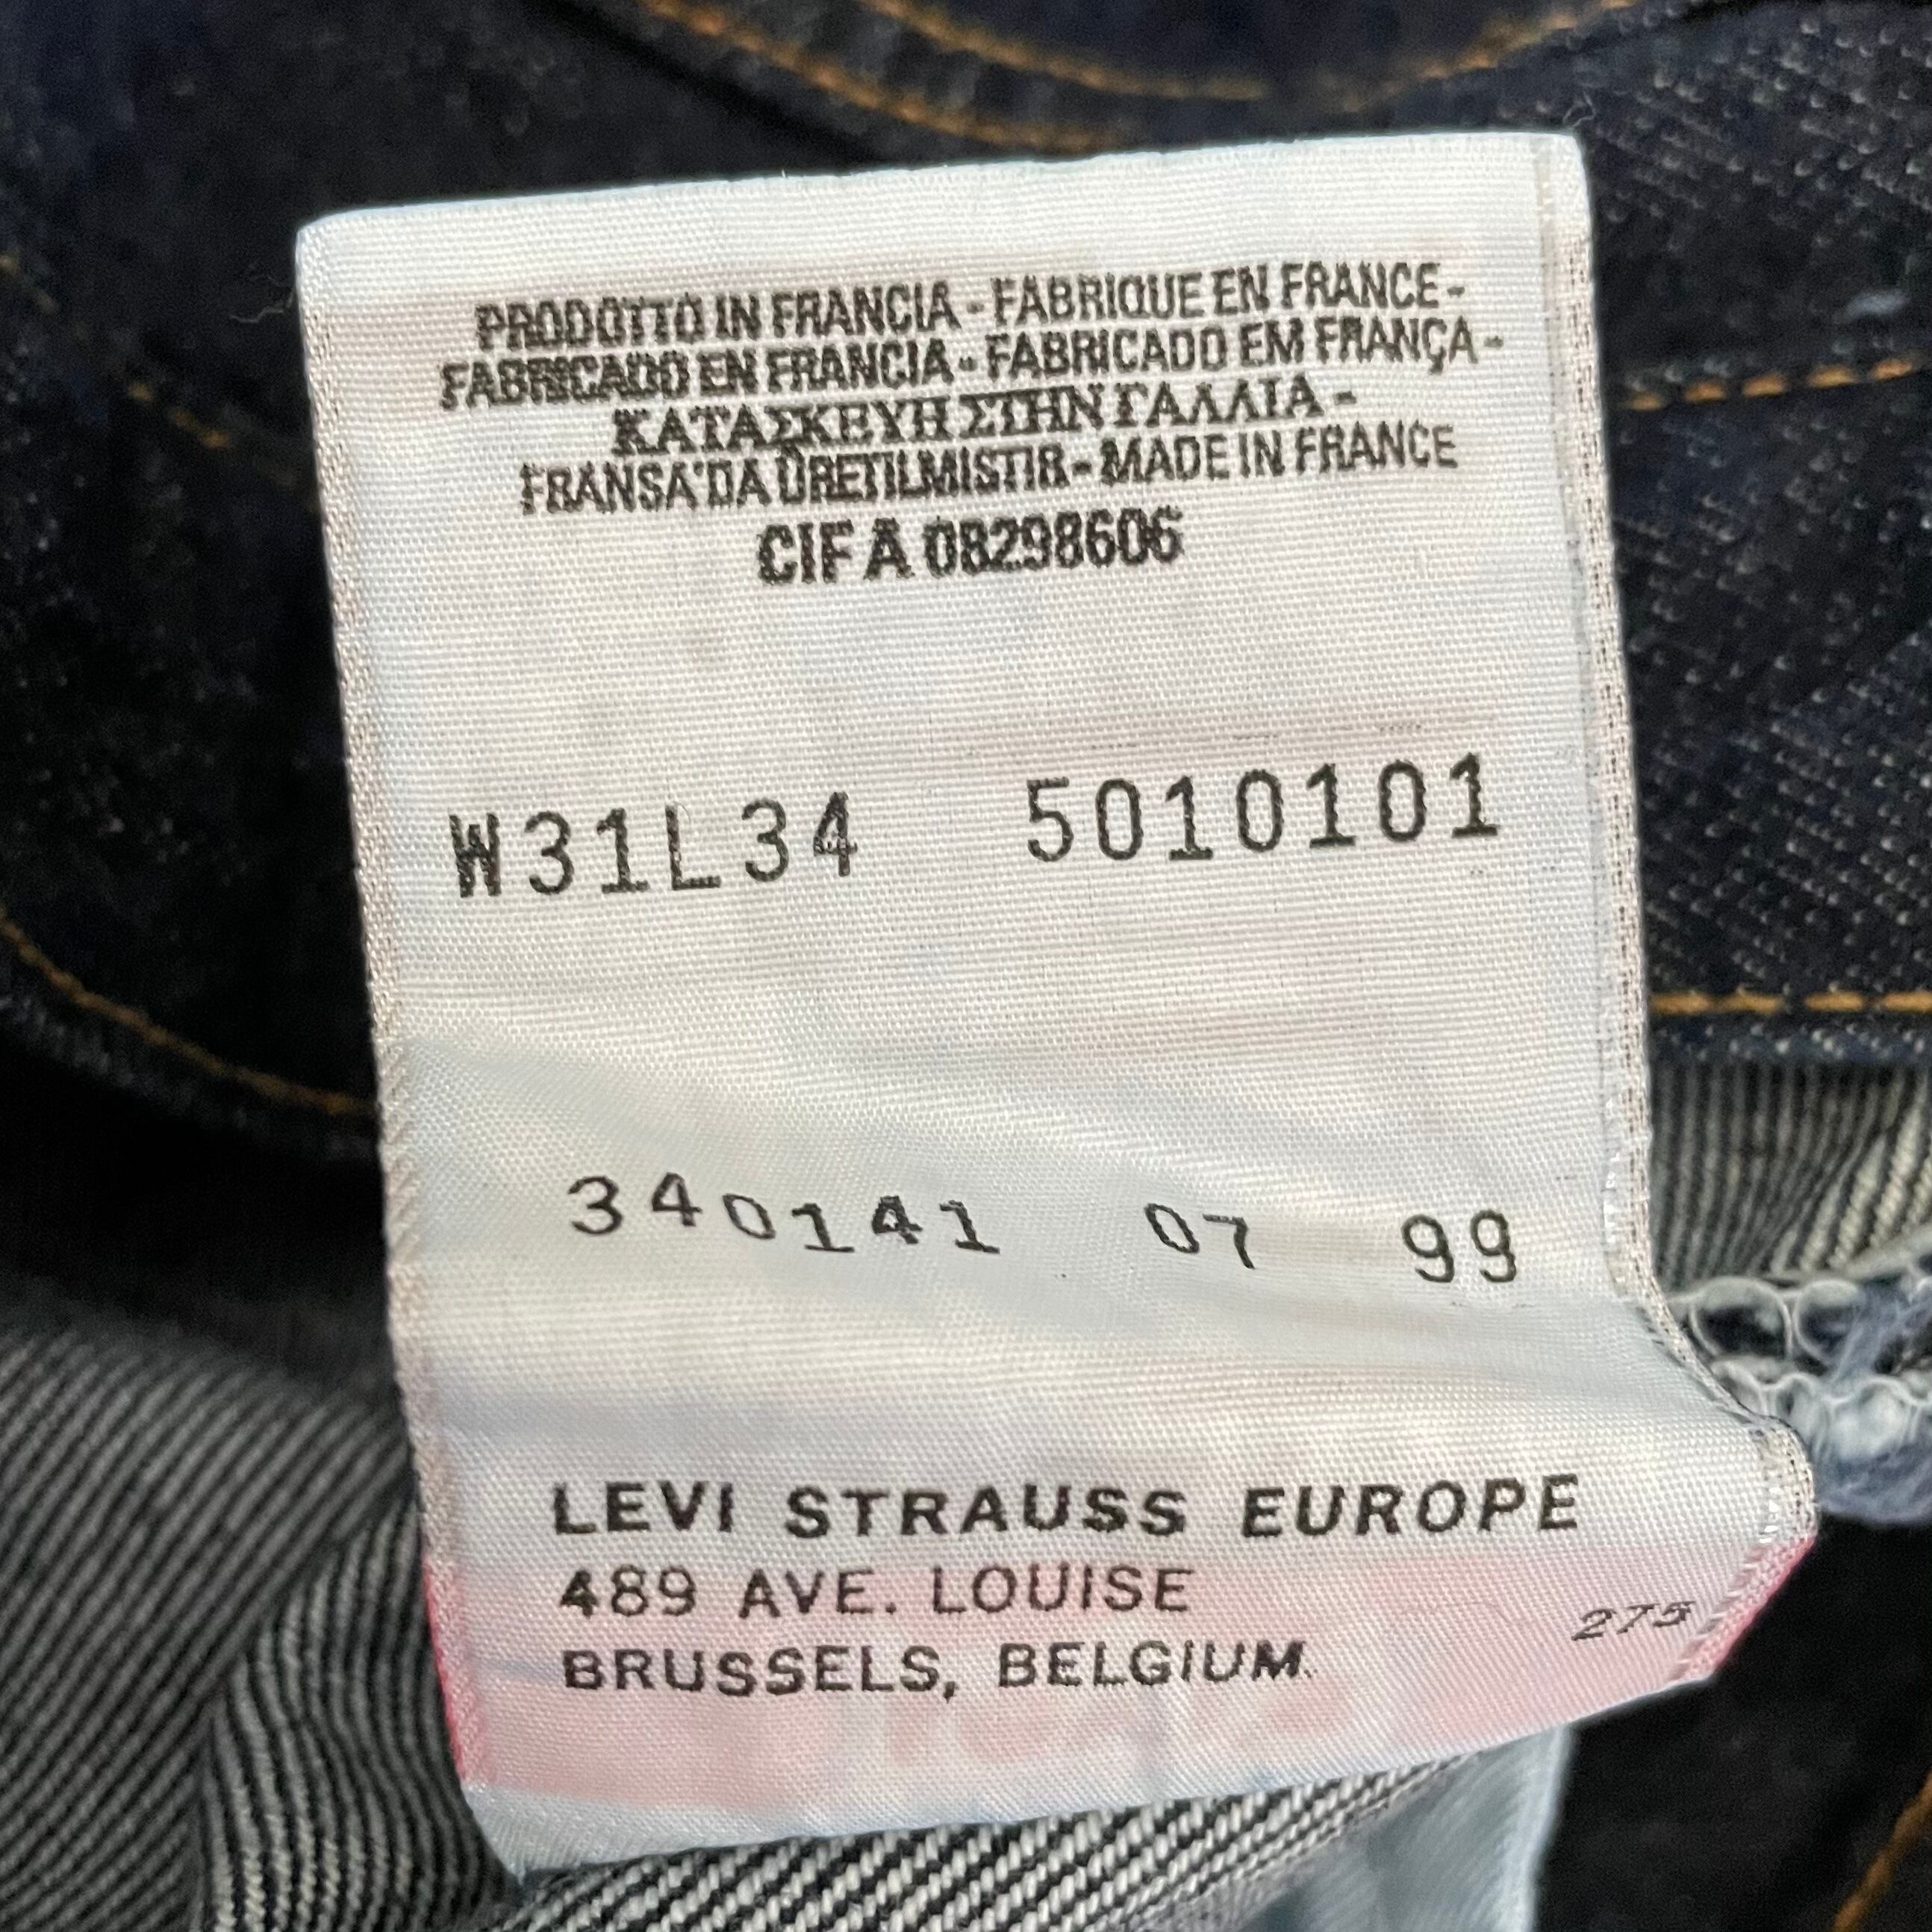 PRODOTTO IN FRANCIA - FABRIQUE EN FRANCE -
FABRICADO EN FRANCIA - FABRICADO EM FRANÇA -
ΚΑΤΑΣΚΕΥΗ ΣΤΗΝ ΓΑΛΛΙΑ -
FRANSA'DA ÜRETILMISTIR - MADE IN FRANCE
CIF A 08298606
W31L34 5010101
340141 07 99
LEVI STRAUSS EUROPE
489 AVE. LOUISE
BRUSSELS, BELGIUM.
275